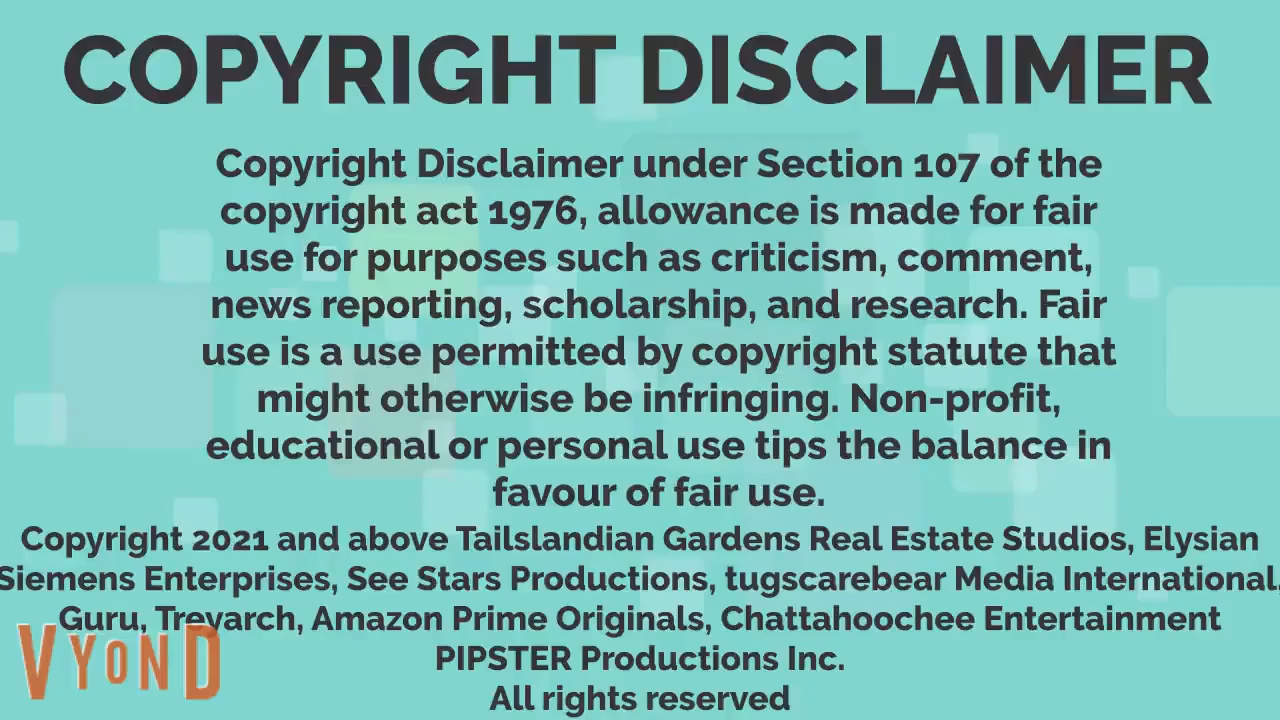 COPYRIGHT DISCLAIMER
Copyright Disclaimer under Section 107 of the
copyright act 1976, allowance is made for fair
use for purposes such as criticism, comment,
news reporting, scholarship, and research. Fair
use is a use permitted by copyright statute that
might otherwise be infringing. Non-profit,
educational or personal use tips the balance in
favour of fair use.
Copyright 2021 and above Tailslandian Gardens Real Estate Studios, Elysian
Siemens Enterprises, See Stars Productions, tugscarebear Media International,
Guru, Treyarch, Amazon Prime Originals, Chattahoochee Entertainment
PIPSTER Productions Inc.
All rights reserved
VYOND